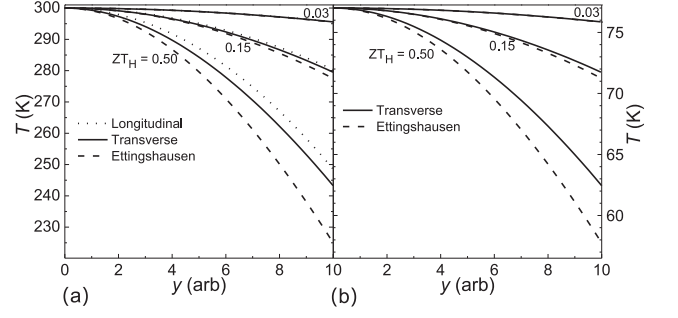 300
290
280
270
260
250
240
230
T (K)
0.03
0.15
ZT_H = 0.50
Longitudinal
Transverse
Ettingshausen
0 2 4 6 8 10
y (arb)
(a)
0.03
0.15
ZT_H = 0.50
Transverse
Ettingshausen
75
70
65
60
T (K)
0 2 4 6 8 10
y (arb)
(b)